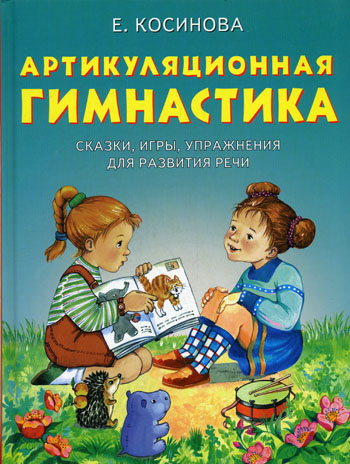 Е. КОСИНОВА
АРТИКУЛЯЦИОННАЯ
ГИМНАСТИКА
СКАЗКИ, ИГРЫ, УПРАЖНЕНИЯ
ДЛЯ РАЗВИТИЯ РЕЧИ